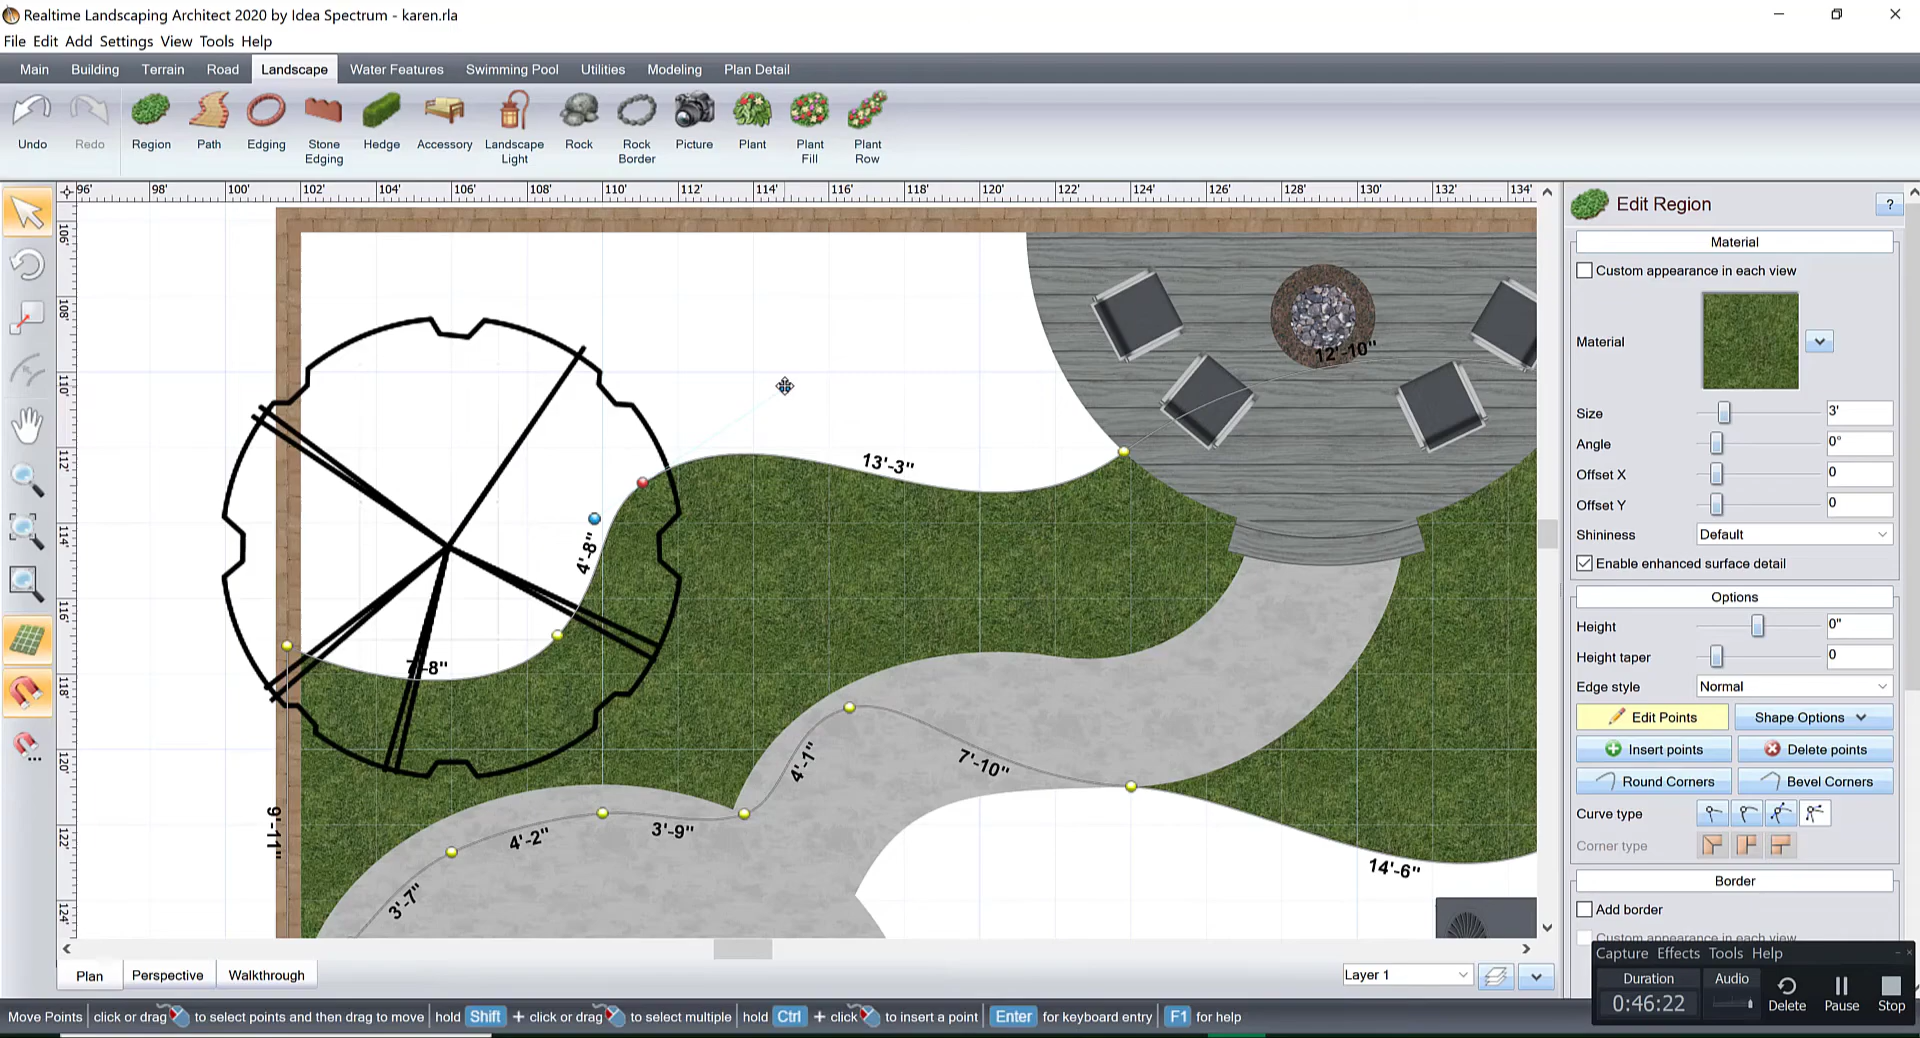 Realtime Landscaping Architect 2020 by Idea Spectrum - karen.rla
File Edit Add Settings View Tools Help
Main Building Terrain Road Landscape Water Features Swimming Pool Utilities Modeling Plan Detail
Undo Redo Region Path Edging Stone Edging Hedge Accessory Landscape Light Rock Rock Border Picture Plant Plant Fill Plant Row
96' 98' 100' 102' 104' 106' 108' 110' 112' 114' 116' 118' 120' 122' 124' 126' 128' 130' 132' 134'
106'
108'
110'
112'
114'
116'
118'
120'
122'
124'
12'-10"
13'-3"
4'-8"
7'-8"
4'-1"
7'-10"
9'-11"
4'-2"
3'-9"
14'-6"
3'-7"
Edit Region ?
Material
Custom appearance in each view
Material
Size 3'
Angle 0°
Offset X 0
Offset Y 0
Shininess Default
Enable enhanced surface detail
Options
Height 0"
Height taper 0
Edge style Normal
Edit Points Shape Options
Insert points Delete points
Round Corners Bevel Corners
Curve type
Corner type
Border
Add border
Custom appearance in each view
Capture Effects Tools Help
Duration Audio
0:46:22 Delete Pause Stop
Plan Perspective Walkthrough
Layer 1
Move Points click or drag to select points and then drag to move hold Shift + click or drag to select multiple hold Ctrl + click to insert a point Enter for keyboard entry F1 for help